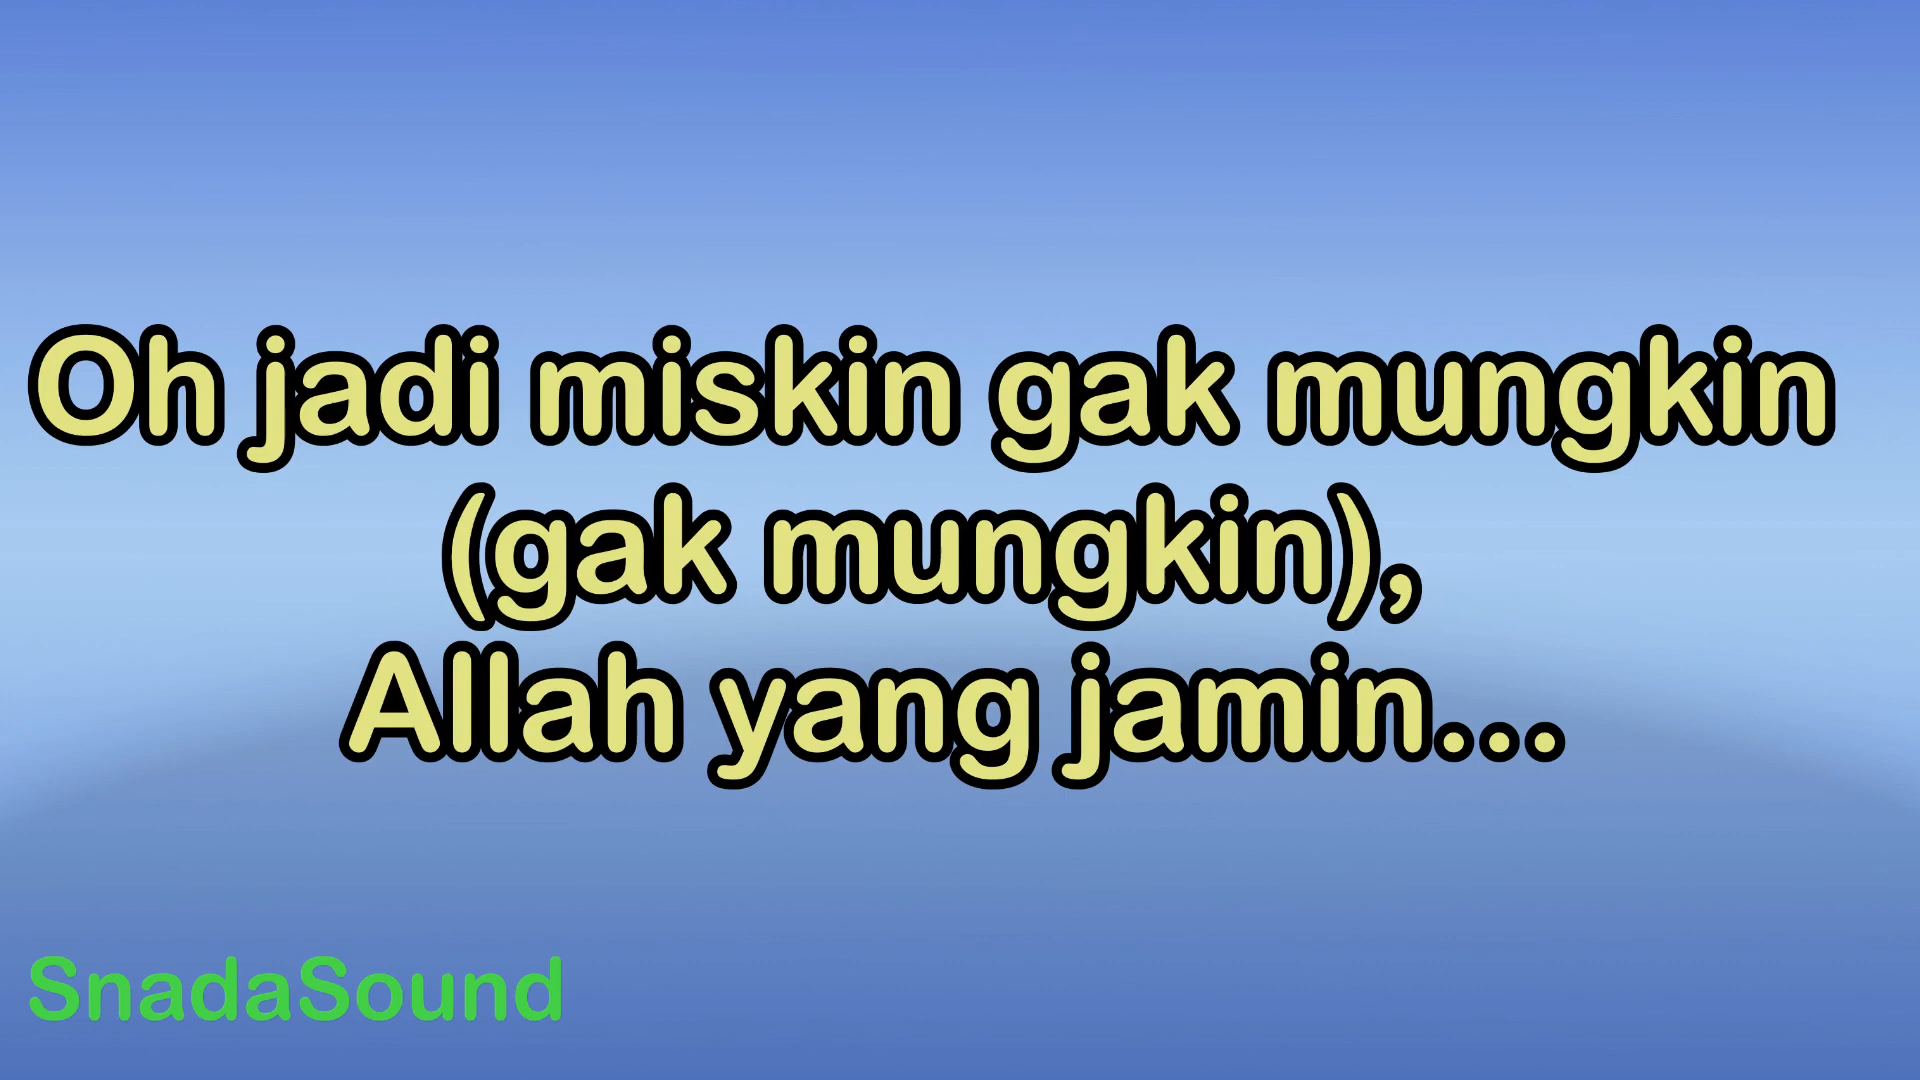 Oh jadi miskin gak mungkin
(gak mungkin),
Allah yang jamin...
SnadaSound